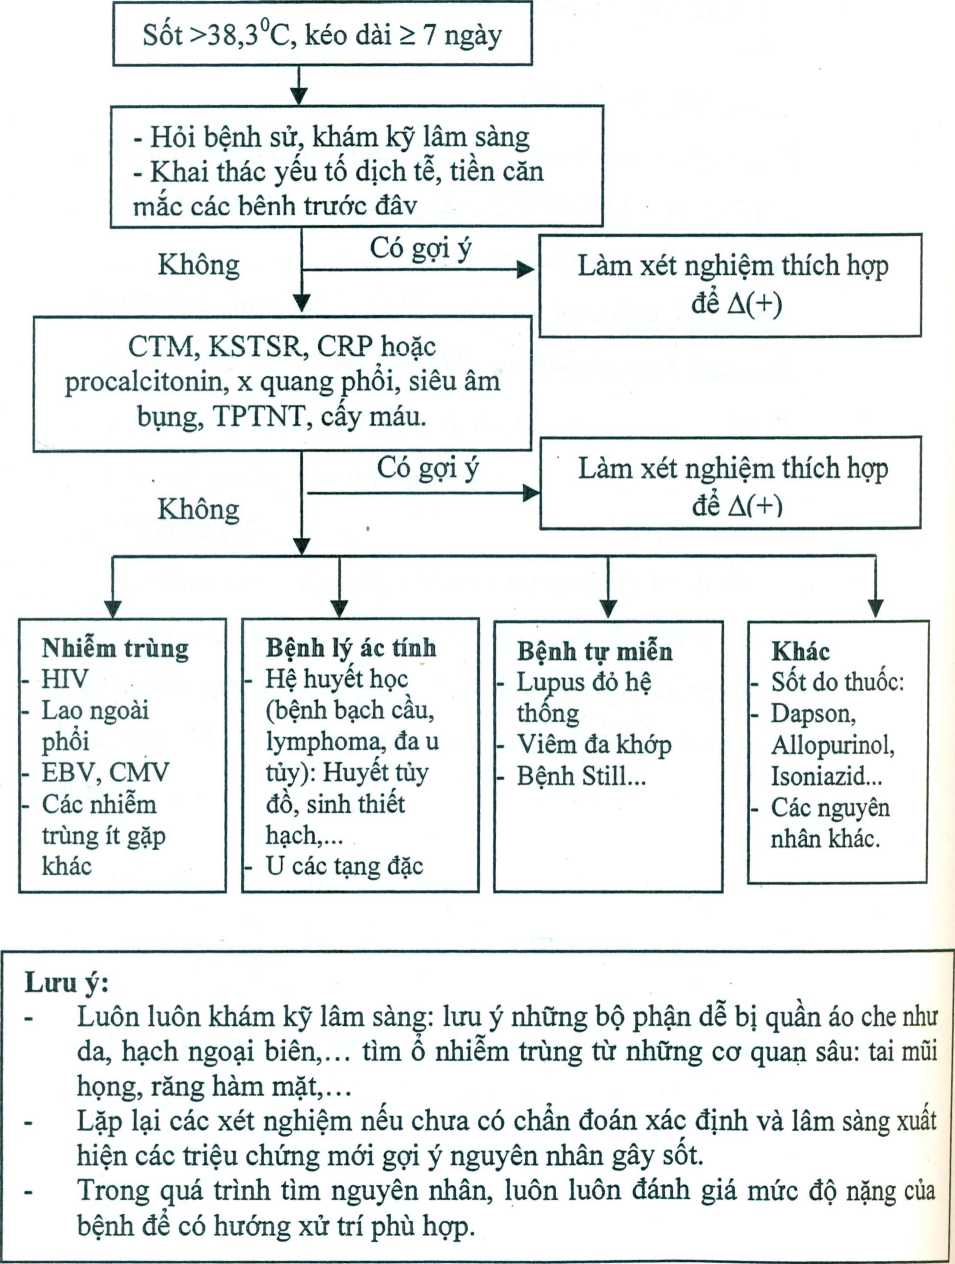 Sốt >38,3⁰C, kéo dài ≥ 7 ngày
- Hỏi bệnh sử, khám kỹ lâm sàng
- Khai thác yếu tố dịch tễ, tiền căn
mắc các bênh trước đâv
Không
Có gợi ý
Làm xét nghiệm thích hợp
để Δ(+)
CTM, KSTSR, CRP hoặc
procalcitonin, x quang phổi, siêu âm
bụng, TPTNT, cấy máu.
Không
Có gợi ý
Làm xét nghiệm thích hợp
để Δ(+)
Nhiễm trùng
- HIV
- Lao ngoài
phổi
- EBV, CMV
- Các nhiễm
trùng ít gặp
khác
Bệnh lý ác tính
- Hệ huyết học
(bệnh bạch cầu,
lymphoma, đa u
tủy): Huyết tủy
đồ, sinh thiết
hạch,...
- U các tạng đặc
Bệnh tự miễn
- Lupus đỏ hệ
thống
- Viêm đa khớp
- Bệnh Still...
Khác
- Sốt do thuốc:
- Dapson,
Allopurinol,
Isoniazid...
- Các nguyên
nhân khác.
Lưu ý:
- Luôn luôn khám kỹ lâm sàng: lưu ý những bộ phận dễ bị quần áo che như
da, hạch ngoại biên,... tìm ổ nhiễm trùng từ những cơ quan sâu: tai mũi
họng, răng hàm mặt,...
- Lặp lại các xét nghiệm nếu chưa có chẩn đoán xác định và lâm sàng xuất
hiện các triệu chứng mới gợi ý nguyên nhân gây sốt.
- Trong quá trình tìm nguyên nhân, luôn luôn đánh giá mức độ nặng của
bệnh để có hướng xử trí phù hợp.